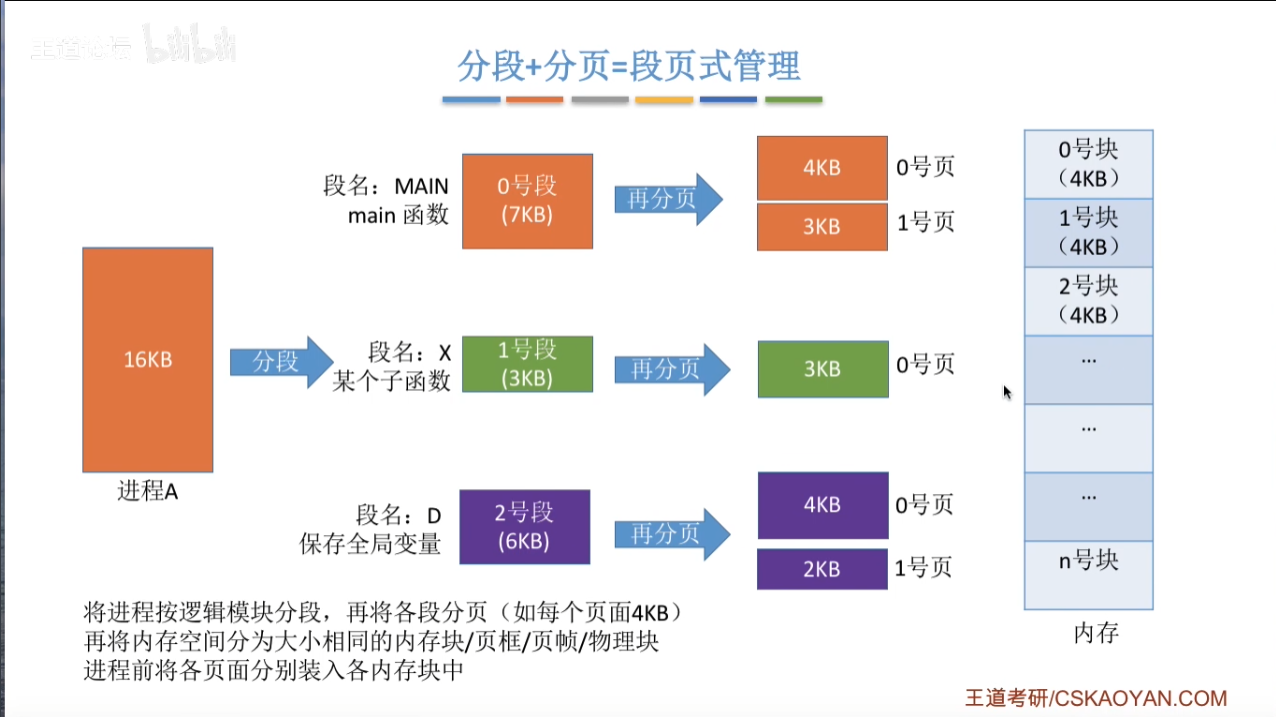 王道论坛 bilibili
分段+分页=段页式管理
段名：MAIN
main 函数
0号段
(7KB)
再分页
4KB
0号页
3KB
1号页
16KB
进程A
分段
段名：X
某个子函数
1号段
(3KB)
再分页
3KB
0号页
段名：D
保存全局变量
2号段
(6KB)
再分页
4KB
0号页
2KB
1号页
0号块
（4KB）
1号块
（4KB）
2号块
（4KB）
...
...
...
n号块
内存
将进程按逻辑模块分段，再将各段分页（如每个页面4KB）
再将内存空间分为大小相同的内存块/页框/页帧/物理块
进程前将各页面分别装入各内存块中
王道考研/CSKAOYAN.COM